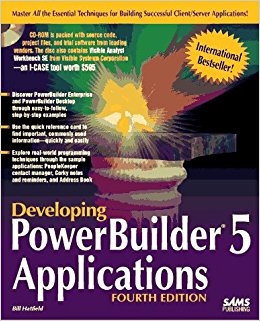 Master All the Essential Techniques for Building Successful Client/Server Applications!
CD-ROM is packed with source code,
project files, and trial software from leading
vendors. The disc also contains Visible Analyst
Workbench SE from Visible Systems Corporation
—an I-CASE tool worth $505
International
Bestseller!
Discover PowerBuilder Enterprise
and PowerBuilder Desktop
through easy-to-follow,
step-by-step examples
Use the quick reference card to
find important, commonly used
information—quickly and easily
Explore real-world programming
techniques through the sample
applications: PeopleKeeper
contact manager, Corky notes
and reminders, and Address Book
Developing
PowerBuilder® 5
Applications
FOURTH EDITION
Bill Hatfield
SAMS
PUBLISHING